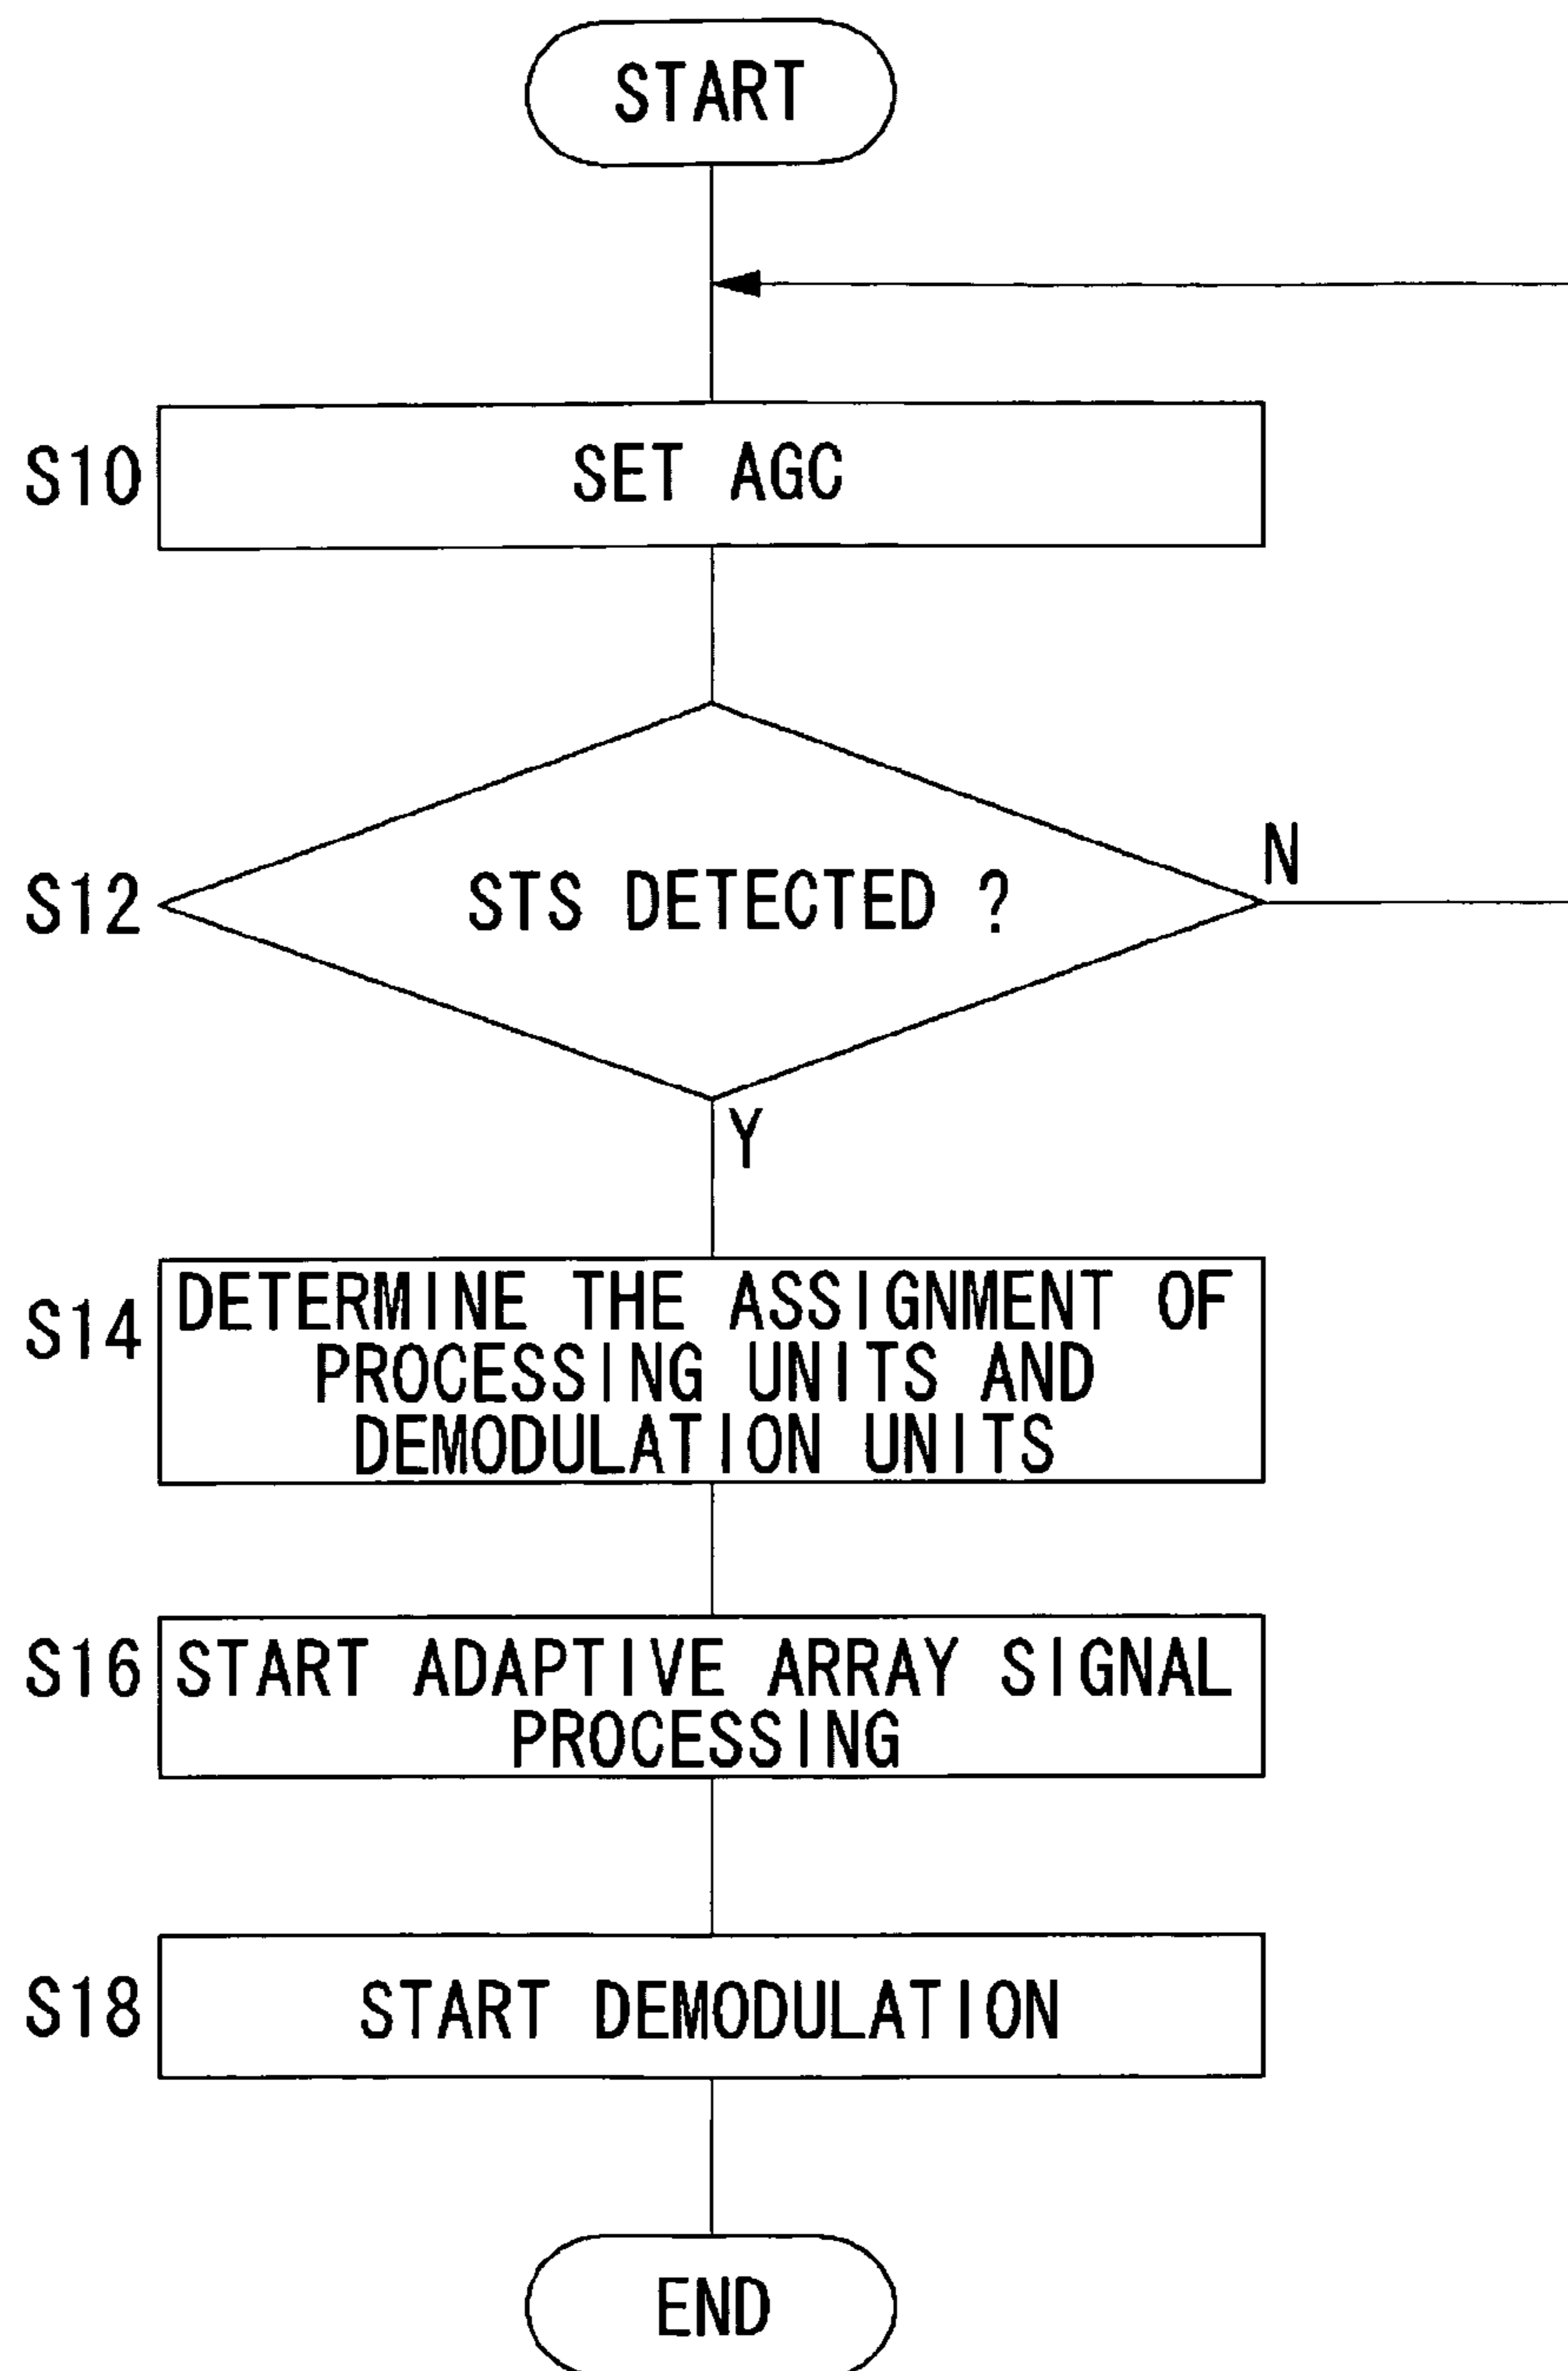 START
S10
SET AGC
S12
STS DETECTED ?
N
Y
S14
DETERMINE THE ASSIGNMENT OF
PROCESSING UNITS AND
DEMODULATION UNITS
S16
START ADAPTIVE ARRAY SIGNAL
PROCESSING
S18
START DEMODULATION
END